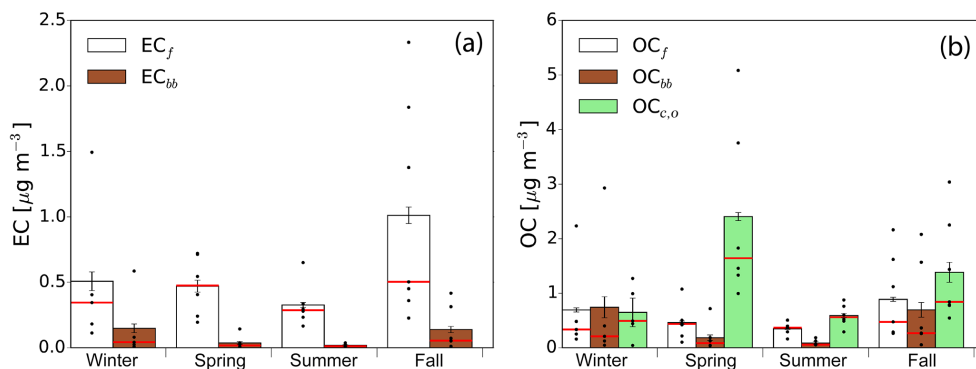 (a)
EC_f
EC_bb
EC [μg m⁻³]
2.5
2.0
1.5
1.0
0.5
0.0
Winter Spring Summer Fall
(b)
OC_f
OC_bb
OC_c,o
OC [μg m⁻³]
6
5
4
3
2
1
0
Winter Spring Summer Fall